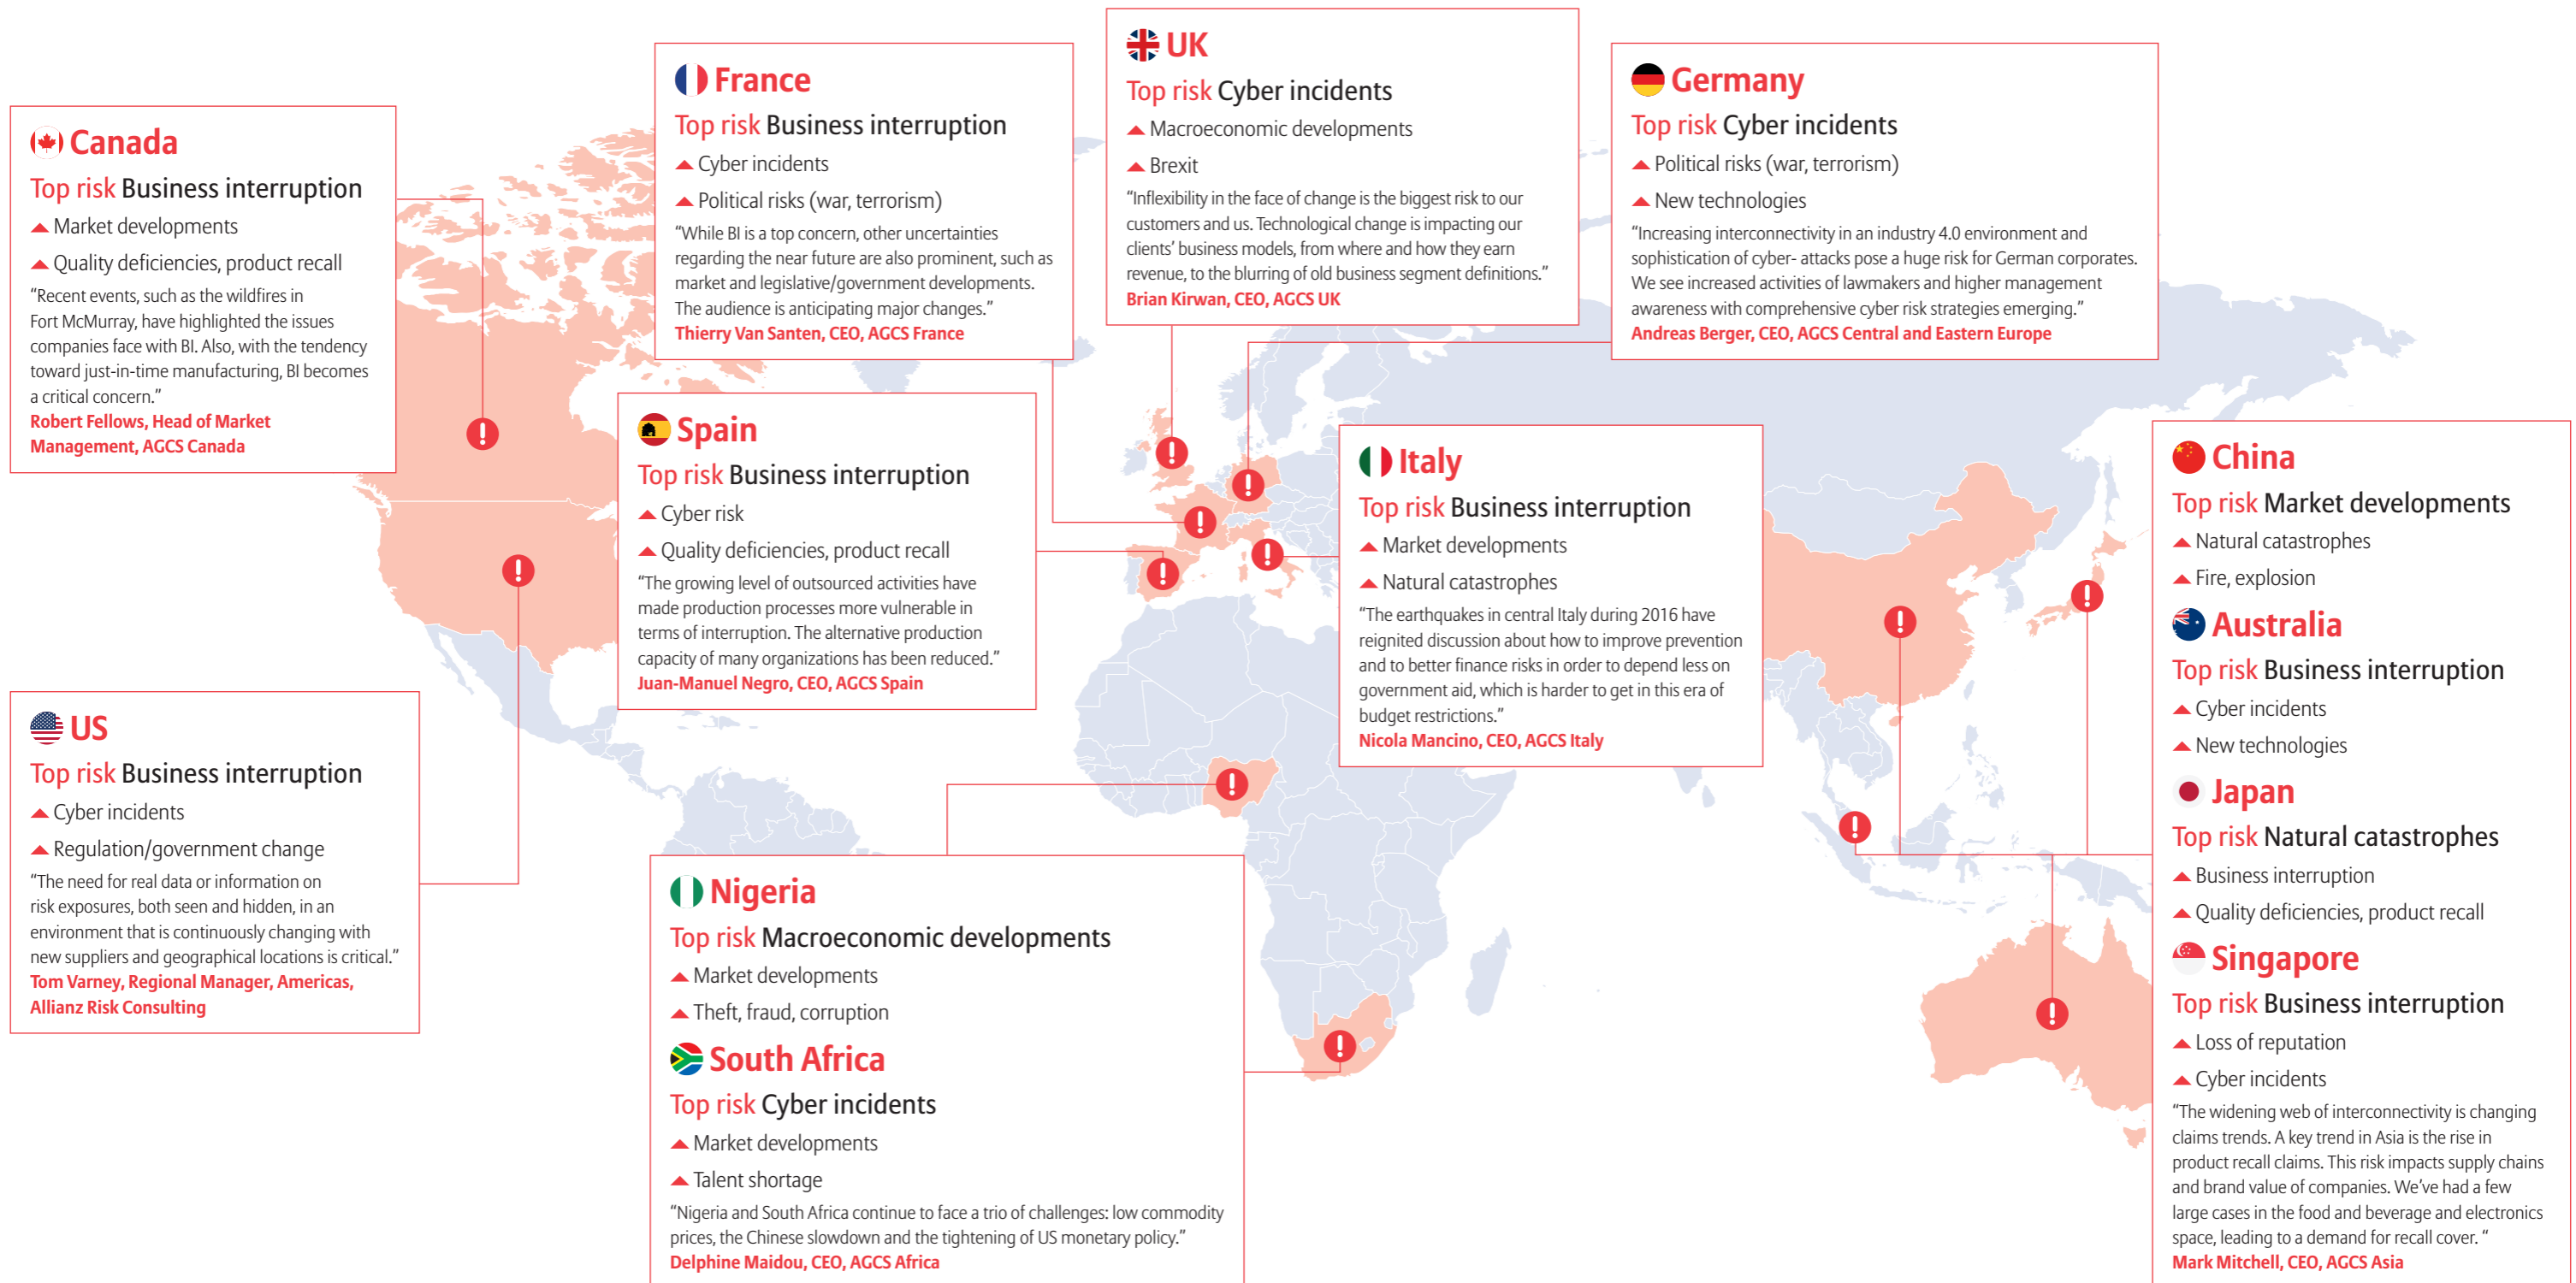 Canada
Top risk Business interruption
Market developments
Quality deficiencies, product recall
“Recent events, such as the wildfires in
Fort McMurray, have highlighted the issues
companies face with BI. Also, with the tendency
toward just-in-time manufacturing, BI becomes
a critical concern.”
Robert Fellows, Head of Market
Management, AGCS Canada
France
Top risk Business interruption
Cyber incidents
Political risks (war, terrorism)
“While BI is a top concern, other uncertainties
regarding the near future are also prominent, such as
market and legislative/government developments.
The audience is anticipating major changes.”
Thierry Van Santen, CEO, AGCS France
UK
Top risk Cyber incidents
Macroeconomic developments
Brexit
“Inflexibility in the face of change is the biggest risk to our
customers and us. Technological change is impacting our
clients’ business models, from where and how they earn
revenue, to the blurring of old business segment definitions.”
Brian Kirwan, CEO, AGCS UK
Germany
Top risk Cyber incidents
Political risks (war, terrorism)
New technologies
“Increasing interconnectivity in an industry 4.0 environment and
sophistication of cyber- attacks pose a huge risk for German corporates.
We see increased activities of lawmakers and higher management
awareness with comprehensive cyber risk strategies emerging.”
Andreas Berger, CEO, AGCS Central and Eastern Europe
Spain
Top risk Business interruption
Cyber risk
Quality deficiencies, product recall
“The growing level of outsourced activities have
made production processes more vulnerable in
terms of interruption. The alternative production
capacity of many organizations has been reduced.”
Juan-Manuel Negro, CEO, AGCS Spain
Italy
Top risk Business interruption
Market developments
Natural catastrophes
“The earthquakes in central Italy during 2016 have
reignited discussion about how to improve prevention
and to better finance risks in order to depend less on
government aid, which is harder to get in this era of
budget restrictions.”
Nicola Mancino, CEO, AGCS Italy
US
Top risk Business interruption
Cyber incidents
Regulation/government change
“The need for real data or information on
risk exposures, both seen and hidden, in an
environment that is continuously changing with
new suppliers and geographical locations is critical.”
Tom Varney, Regional Manager, Americas,
Allianz Risk Consulting
Nigeria
Top risk Macroeconomic developments
Market developments
Theft, fraud, corruption
South Africa
Top risk Cyber incidents
Market developments
Talent shortage
“Nigeria and South Africa continue to face a trio of challenges: low commodity
prices, the Chinese slowdown and the tightening of US monetary policy.”
Delphine Maidou, CEO, AGCS Africa
China
Top risk Market developments
Natural catastrophes
Fire, explosion
Australia
Top risk Business interruption
Cyber incidents
New technologies
Japan
Top risk Natural catastrophes
Business interruption
Quality deficiencies, product recall
Singapore
Top risk Business interruption
Loss of reputation
Cyber incidents
“The widening web of interconnectivity is changing
claims trends. A key trend in Asia is the rise in
product recall claims. This risk impacts supply chains
and brand value of companies. We’ve had a few
large cases in the food and beverage and electronics
space, leading to a demand for recall cover. “
Mark Mitchell, CEO, AGCS Asia